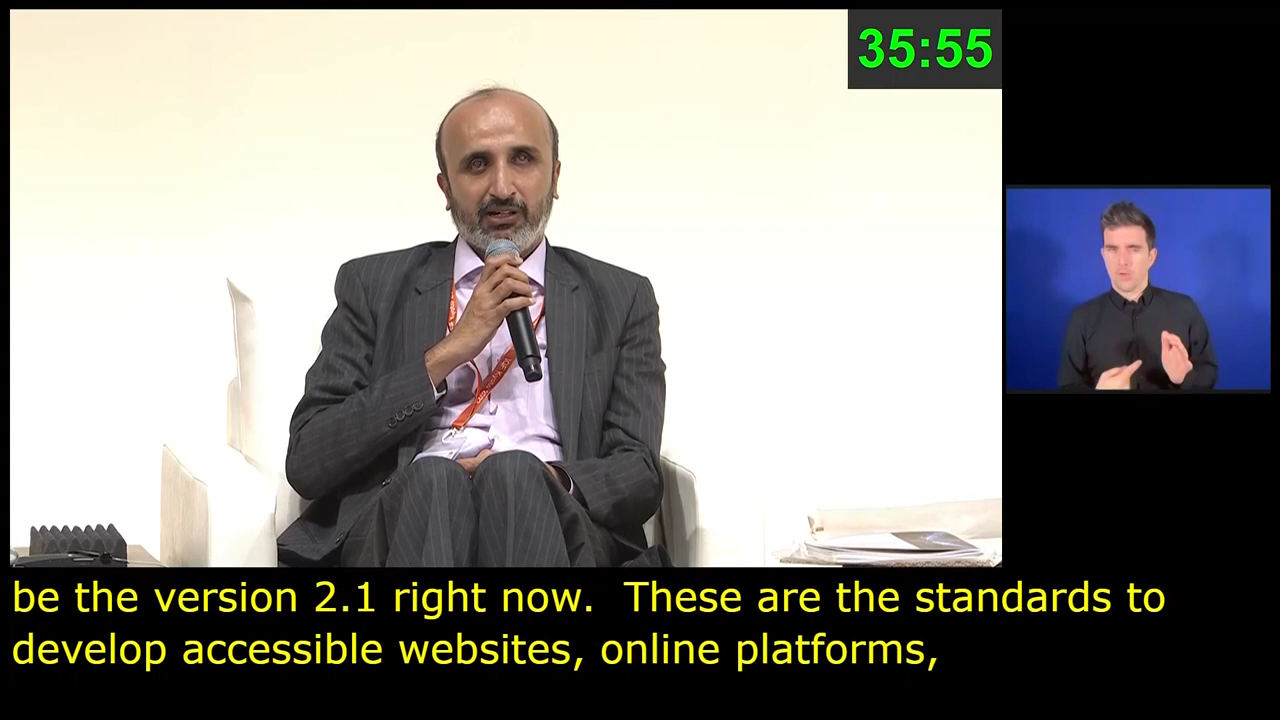 35:55
be the version 2.1 right now.  These are the standards to
develop accessible websites, online platforms,